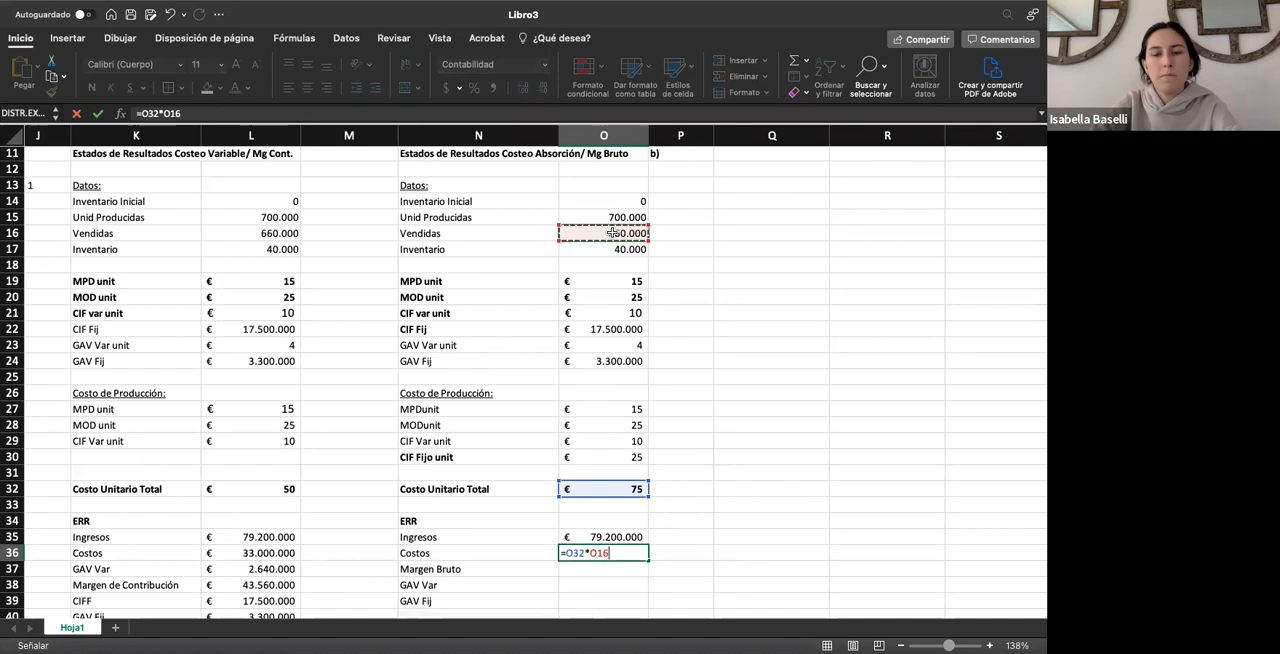 Autoguardado
Libro3
Inicio Insertar Dibujar Disposición de página Fórmulas Datos Revisar Vista Acrobat ¿Qué desea? Compartir Comentarios
Pegar Calibri (Cuerpo) 11 N K S Contabilidad Formato condicional Dar formato como tabla Estilos de celda Insertar Eliminar Formato Ordenar y filtrar Buscar y seleccionar Analizar datos Crear y compartir PDF de Adobe
DISTR.EX... fx =O32*O16
Isabella Baselli
J K L M N O P Q R S
11 Estados de Resultados Costeo Variable/ Mg Cont. Estados de Resultados Costeo Absorción/ Mg Bruto b)
12
13 1 Datos: Datos:
14 Inventario Inicial 0 Inventario Inicial 0
15 Unid Producidas 700.000 Unid Producidas 700.000
16 Vendidas 660.000 Vendidas
17 Inventario 40.000 Inventario 40.000
18
19 MPD unit € 15 MPD unit € 15
20 MOD unit € 25 MOD unit € 25
21 CIF var unit € 10 CIF var unit € 10
22 CIF Fij € 17.500.000 CIF Fij € 17.500.000
23 GAV Var unit € 4 GAV Var unit € 4
24 GAV Fij € 3.300.000 GAV Fij € 3.300.000
25
26 Costo de Producción: Costo de Producción:
27 MPD unit € 15 MPDunit € 15
28 MOD unit € 25 MODunit € 25
29 CIF Var unit € 10 CIF Var unit € 10
30 CIF Fijo unit € 25
31
32 Costo Unitario Total € 50 Costo Unitario Total € 75
33
34 ERR ERR
35 Ingresos € 79.200.000 Ingresos € 79.200.000
36 Costos € 33.000.000 Costos =O32*O16
37 GAV Var € 2.640.000 Margen Bruto
38 Margen de Contribución € 43.560.000 GAV Var
39 CIFF € 17.500.000 GAV Fij
40 GAV Fij € 3.300.000
Hoja1
Señalar 138%